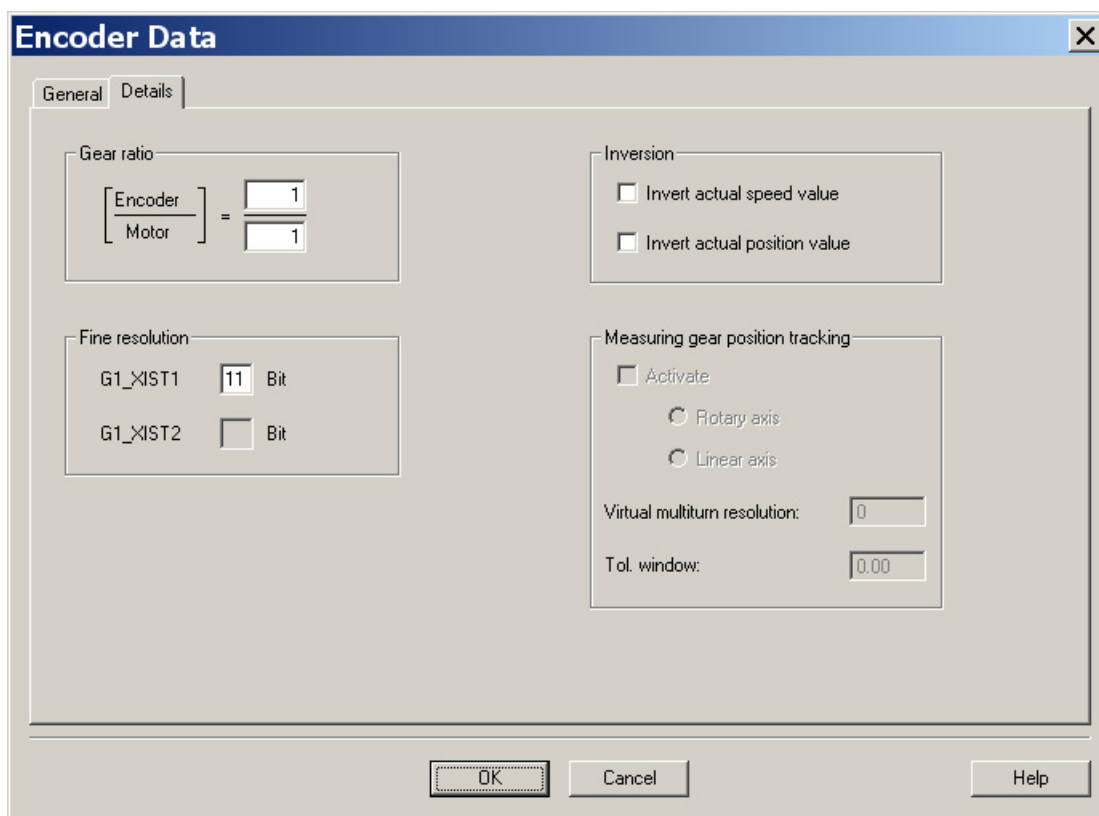 Encoder Data
General Details
Gear ratio
Encoder
Motor
=
1
1
Inversion
Invert actual speed value
Invert actual position value
Fine resolution
G1_XIST1 11 Bit
G1_XIST2 Bit
Measuring gear position tracking
Activate
Rotary axis
Linear axis
Virtual multiturn resolution: 0
Tol. window: 0.00
OK Cancel Help